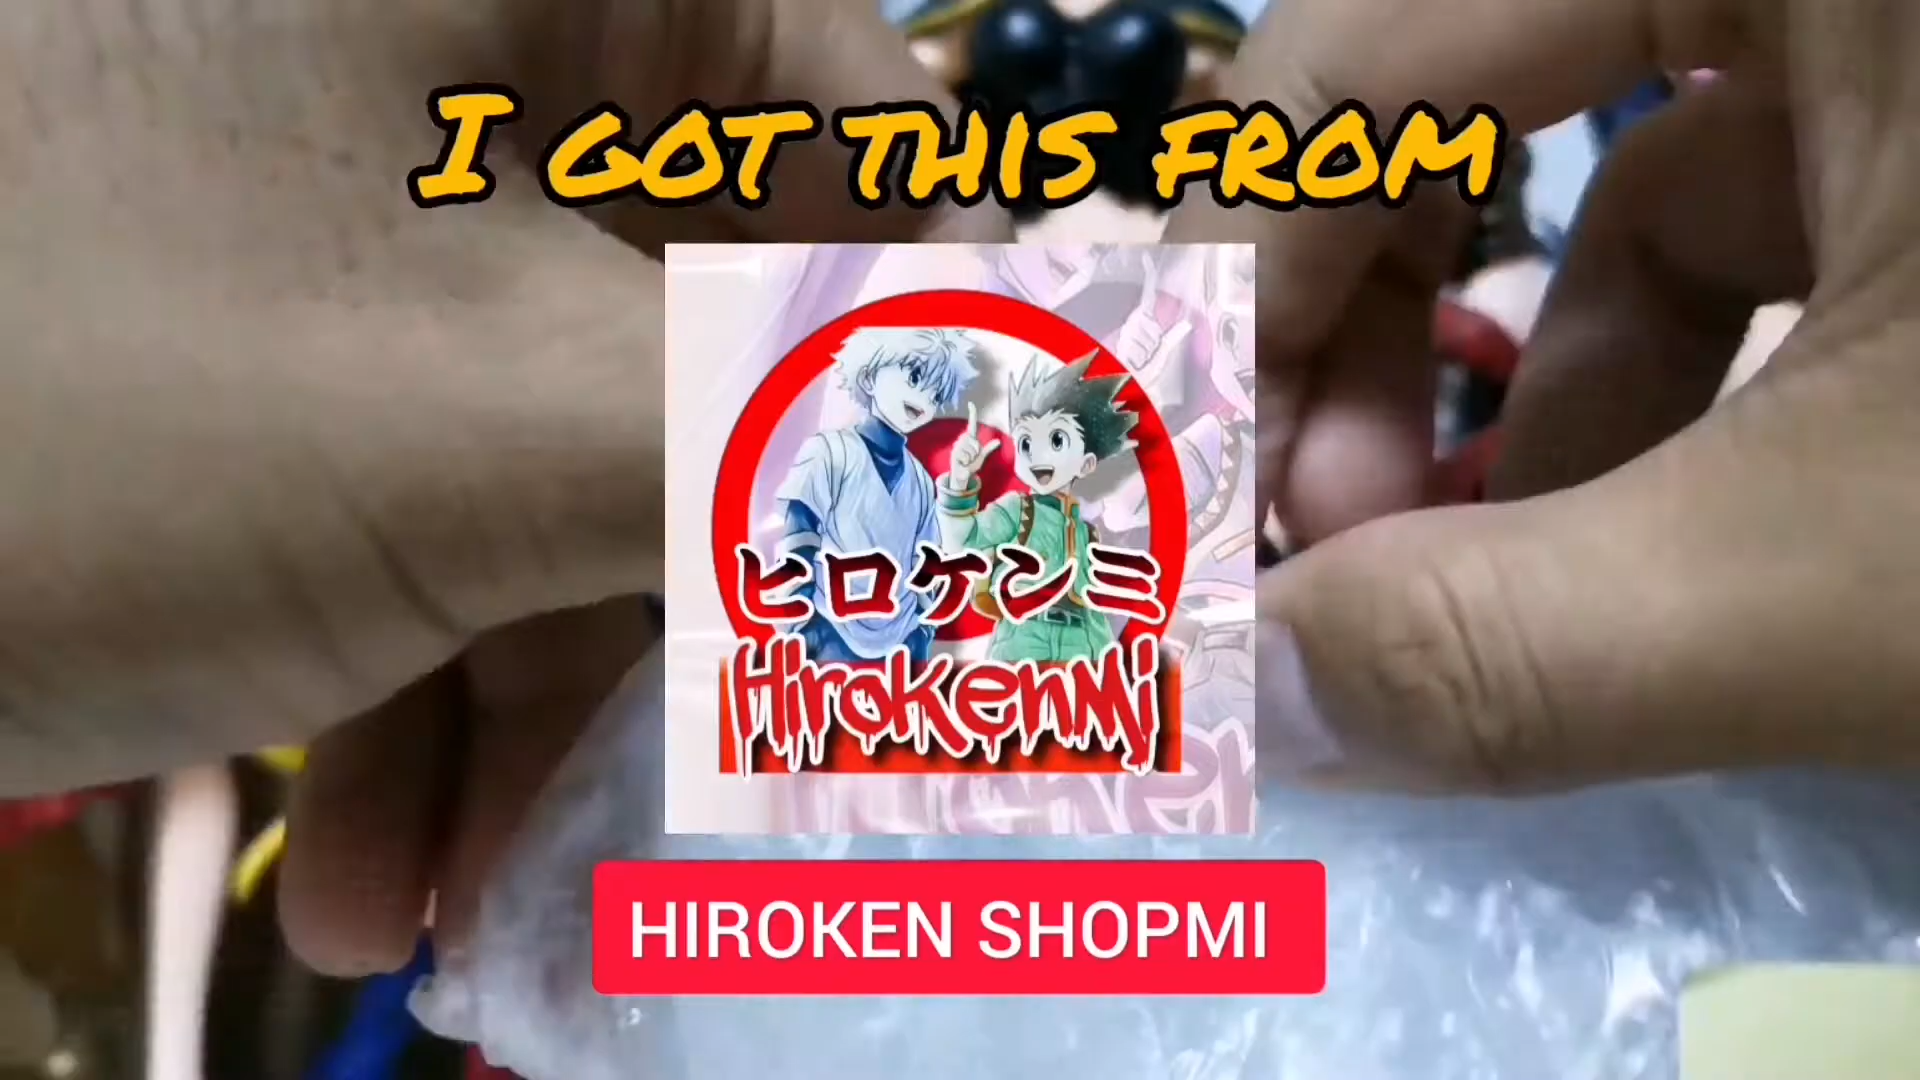 I GOT THIS FROM
ヒロケンミ
HiroKenMi
HIROKEN SHOPMI